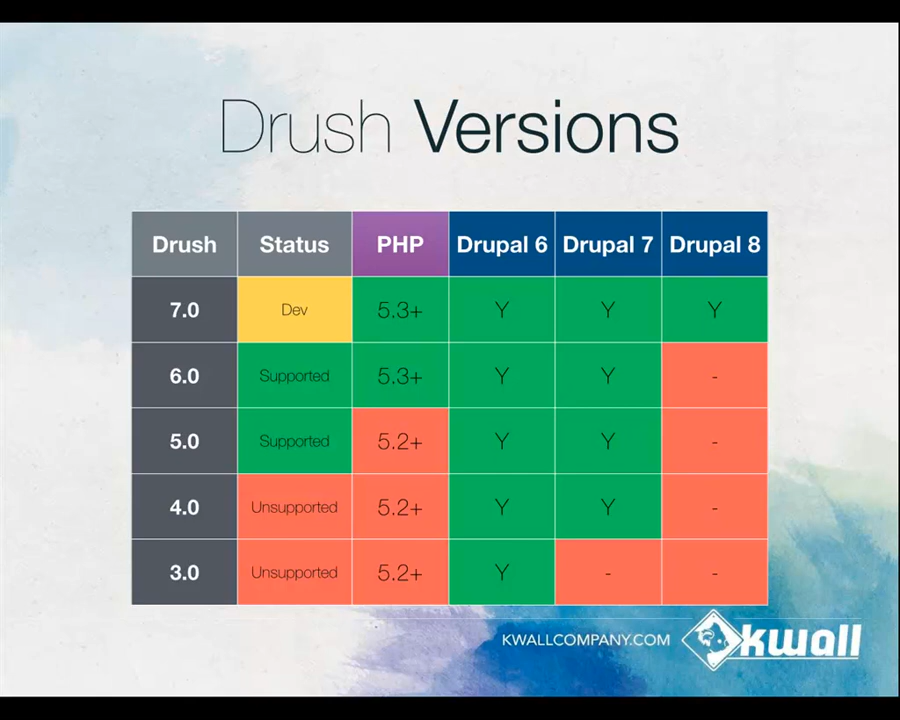 Drush Versions
Drush Status PHP Drupal 6 Drupal 7 Drupal 8
7.0 Dev 5.3+ Y Y Y
6.0 Supported 5.3+ Y Y -
5.0 Supported 5.2+ Y Y -
4.0 Unsupported 5.2+ Y Y -
3.0 Unsupported 5.2+ Y - -
KWALLCOMPANY.COM kwall